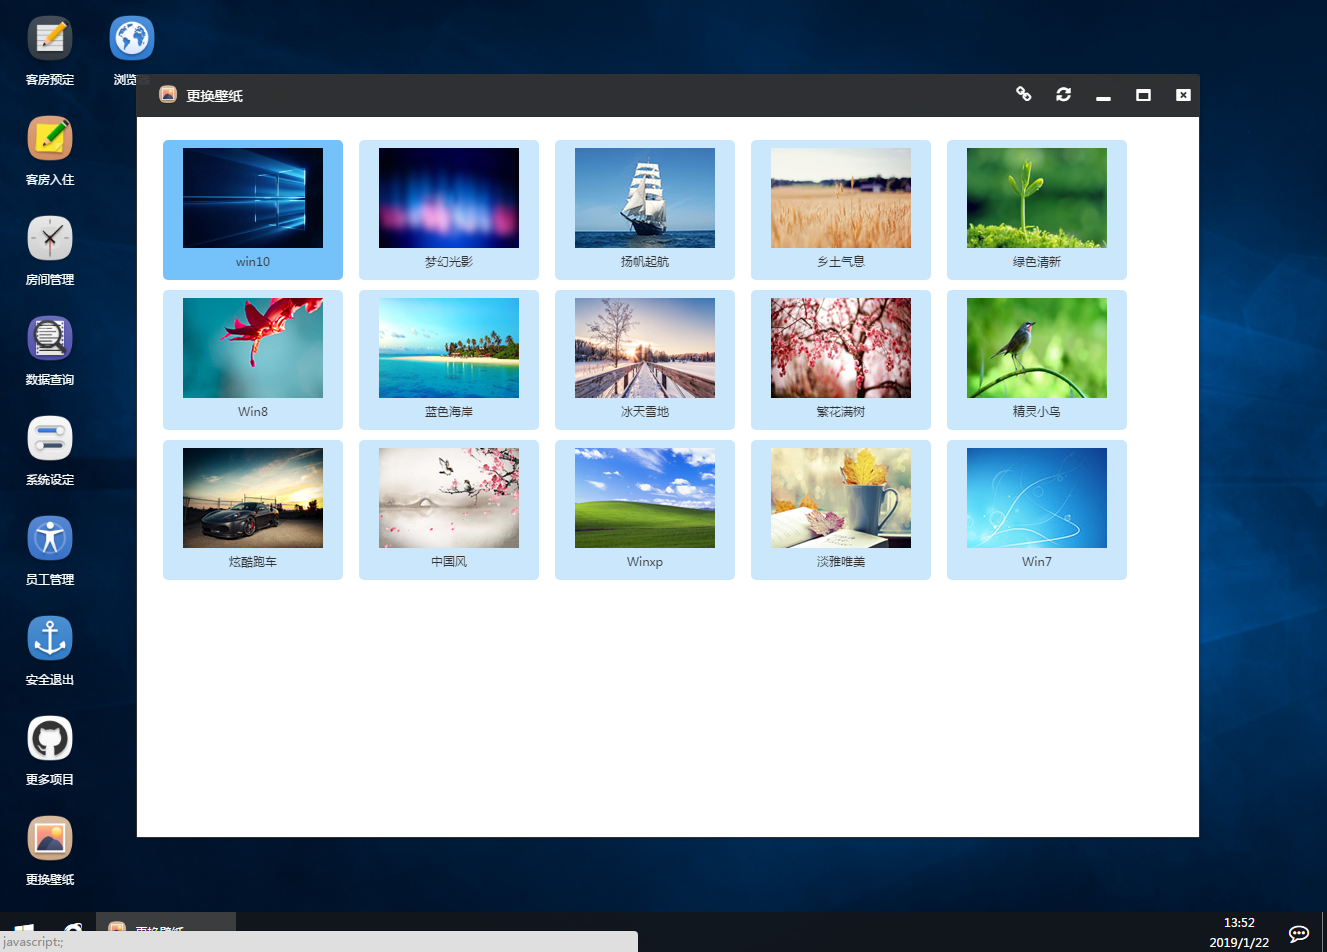 客房预定
浏览
更换壁纸
客房入住
房间管理
数据查询
系统设定
员工管理
安全退出
更多项目
更换壁纸
win10
梦幻光影
扬帆起航
乡土气息
绿色清新
Win8
蓝色海岸
冰天雪地
繁花满树
精灵小鸟
炫酷跑车
中国风
Winxp
淡雅唯美
Win7
更换壁纸
javascript:;
13:52
2019/1/22